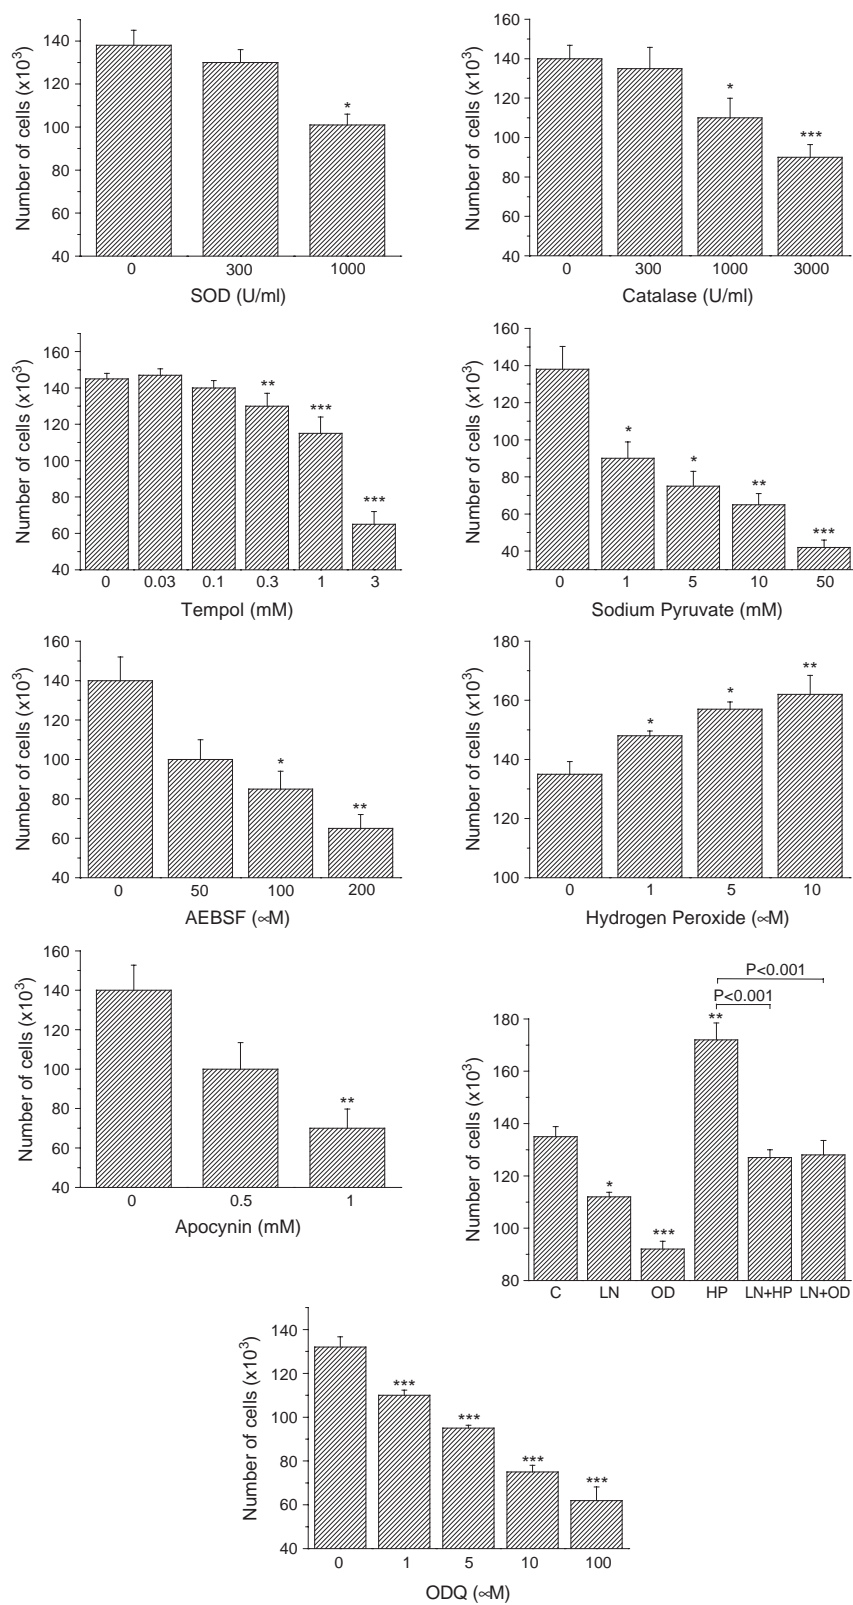 140
120
100
80
60
40
Number of cells (x10³)
*
0 300 1000
SOD (U/ml)
160
140
120
100
80
60
40
Number of cells (x10³)
*
***
0 300 1000 3000
Catalase (U/ml)
160
140
120
100
80
60
40
Number of cells (x10³)
**
***
***
0 0.03 0.1 0.3 1 3
Tempol (mM)
160
140
120
100
80
60
40
Number of cells (x10³)
*
*
**
***
0 1 5 10 50
Sodium Pyruvate (mM)
160
140
120
100
80
60
40
Number of cells (x10³)
*
**
0 50 100 200
AEBSF (∝M)
180
160
140
120
100
Number of cells (x10³)
*
*
**
0 1 5 10
Hydrogen Peroxide (∝M)
160
140
120
100
80
60
40
Number of cells (x10³)
**
0 0.5 1
Apocynin (mM)
P<0.001
P<0.001
180
160
140
120
100
80
Number of cells (x10³)
*
***
**
C LN OD HP LN+HP LN+OD
140
120
100
80
60
40
Number of cells (x10³)
***
***
***
***
0 1 5 10 100
ODQ (∝M)